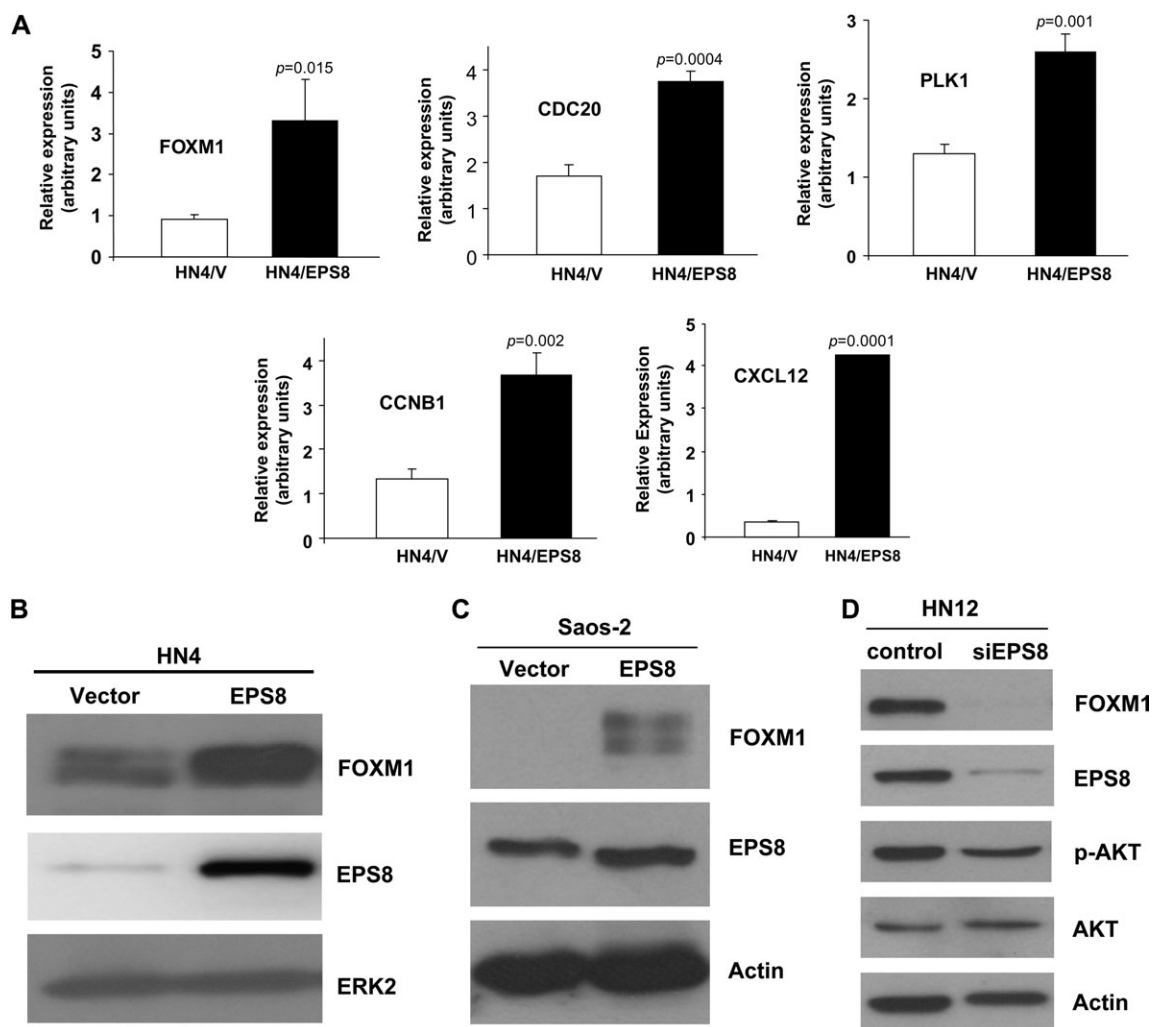 A
Relative expression
(arbitrary units)
5
4
3
2
1
0
FOXM1
p=0.015
HN4/V
HN4/EPS8
Relative expression
(arbitrary units)
4
3
2
1
0
CDC20
p=0.0004
HN4/V
HN4/EPS8
Relative expression
(arbitrary units)
3
2
1
0
PLK1
p=0.001
HN4/V
HN4/EPS8
Relative expression
(arbitrary units)
4
3
2
1
0
CCNB1
p=0.002
HN4/V
HN4/EPS8
Relative Expression
(arbitrary units)
5
4
3
2
1
0
CXCL12
p=0.0001
HN4/V
HN4/EPS8
B
HN4
Vector EPS8
FOXM1
EPS8
ERK2
C
Saos-2
Vector EPS8
FOXM1
EPS8
Actin
D
HN12
control siEPS8
FOXM1
EPS8
p-AKT
AKT
Actin